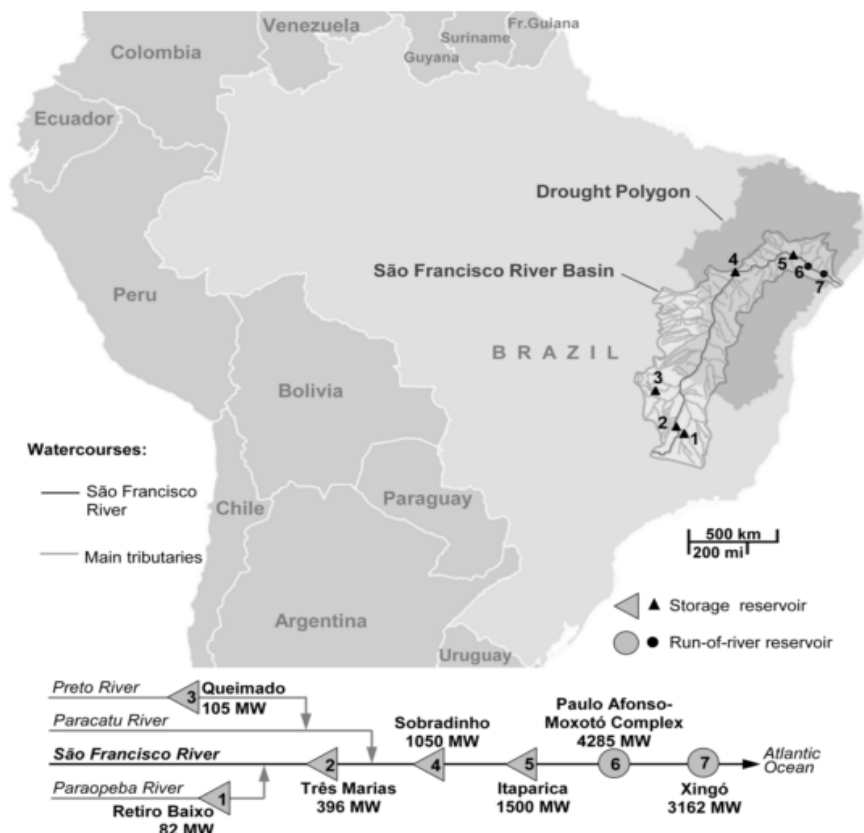 Venezuela
Fr.Guiana
Suriname
Guyana
Colombia
Ecuador
Drought Polygon
São Francisco River Basin
4
5
6
7
Peru
BRAZIL
3
Bolivia
2
1
Watercourses:
São Francisco
River
Main tributaries
Chile
Paraguay
500 km
200 mi
Storage reservoir
Run-of-river reservoir
Argentina
Uruguay
Preto River
3
Queimado
105 MW
Paracatu River
São Francisco River
2
Três Marias
396 MW
Sobradinho
1050 MW
4
5
Itaparica
1500 MW
Paulo Afonso-
Moxotó Complex
4285 MW
6
7
Xingó
3162 MW
Atlantic
Ocean
Paraopeba River
1
Retiro Baixo
82 MW